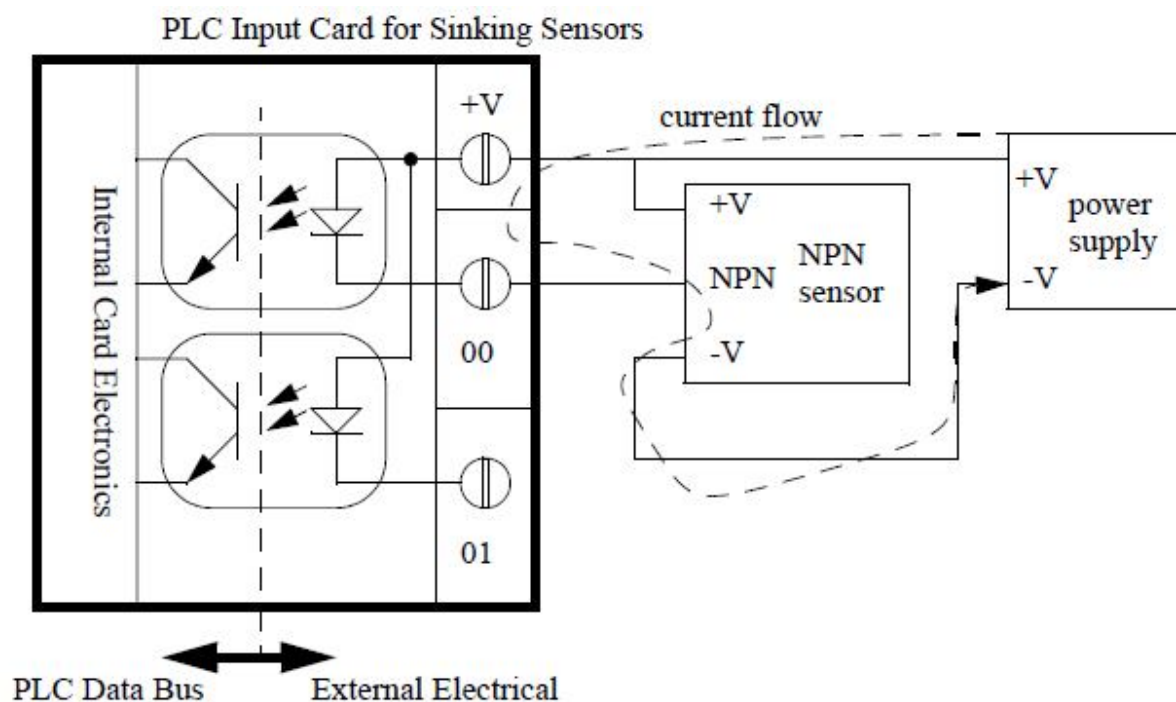 PLC Input Card for Sinking Sensors
+V
current flow
Internal Card Electronics
+V
NPN
NPN
sensor
-V
+V
power
supply
-V
00
01
PLC Data Bus
External Electrical